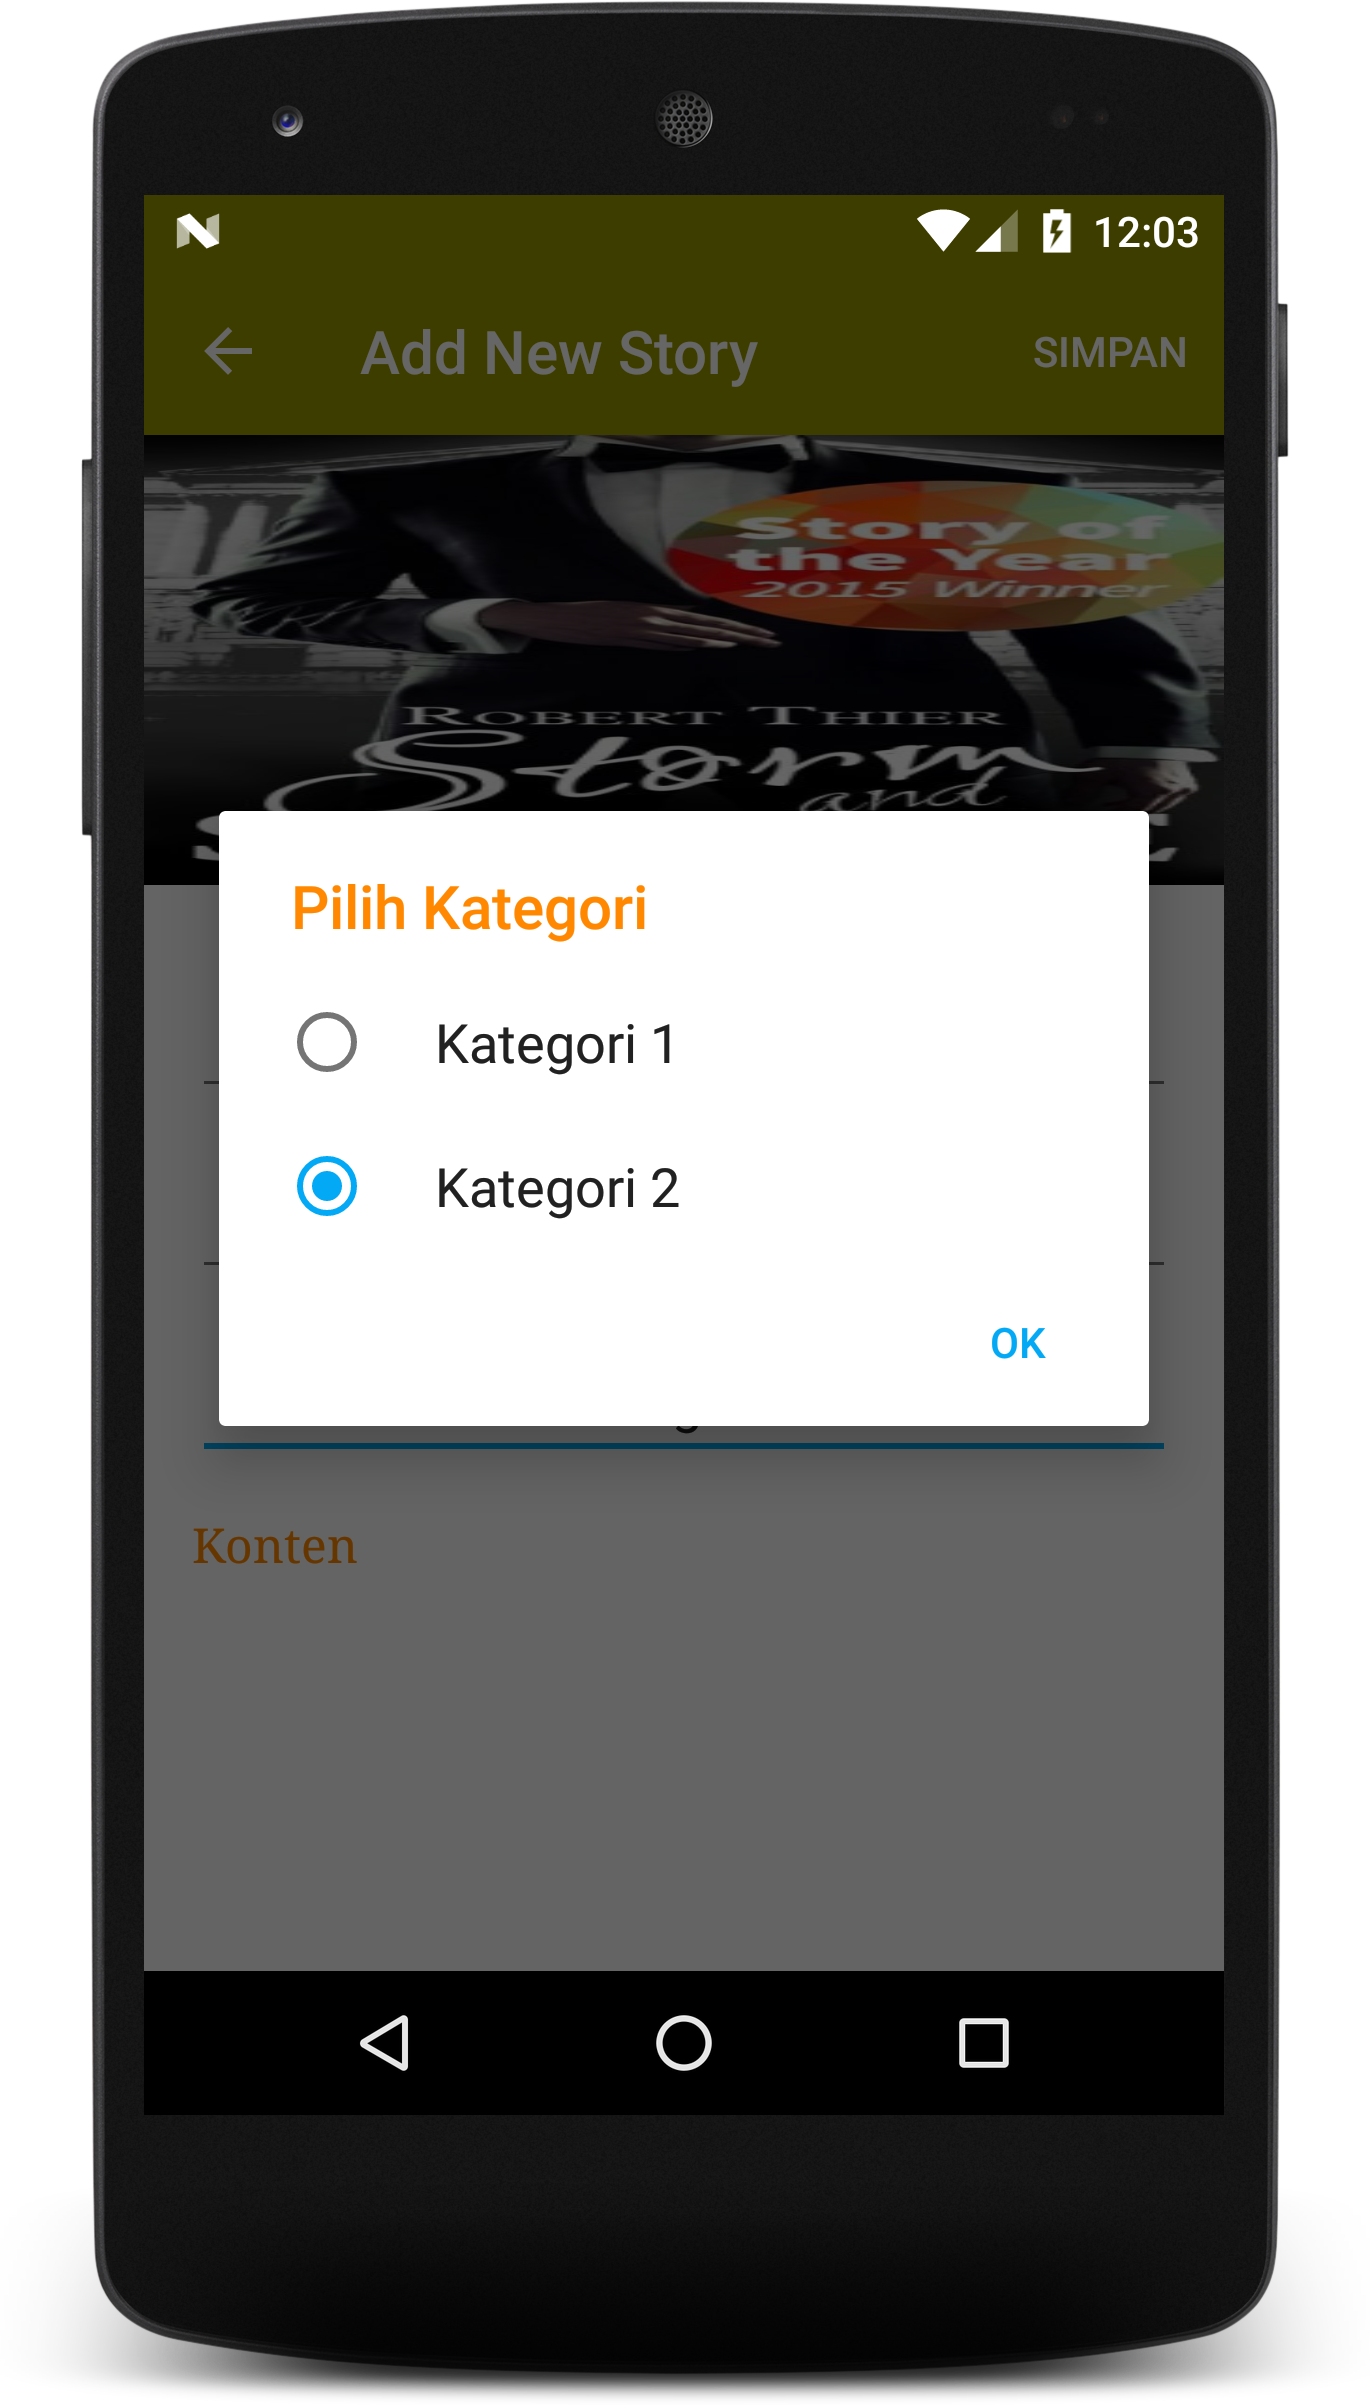 12:03
Add New Story
SIMPAN
Story of
the Year
2015 Winner
ROBERT THIER
Storm
and
Pilih Kategori
Kategori 1
Kategori 2
OK
Konten